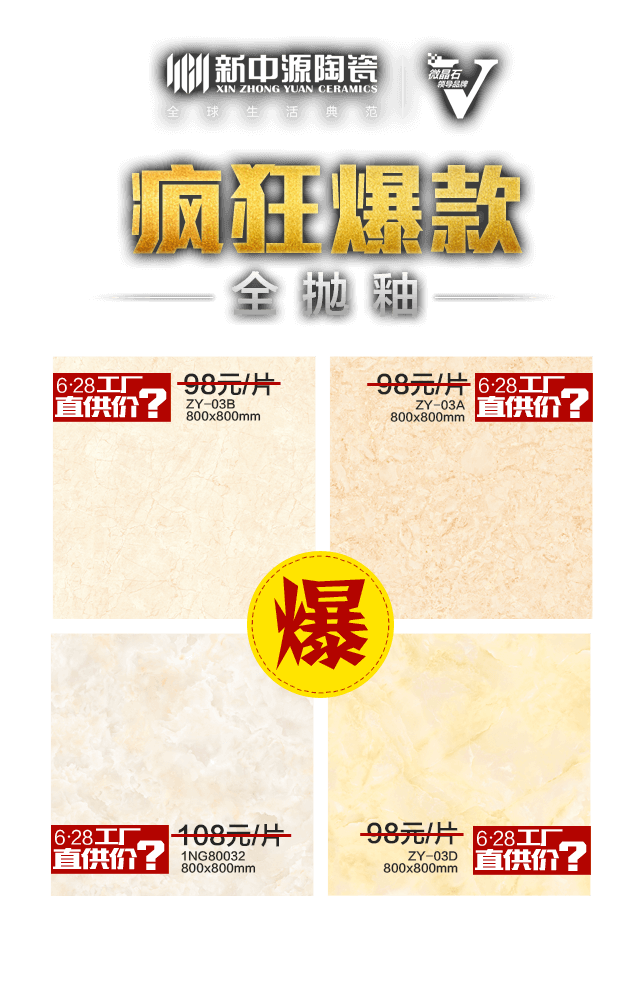 新中源陶瓷
XIN ZHONG YUAN CERAMICS
全球生活典范
微晶石
领导品牌
疯狂爆款
全抛釉
6·28工厂
直供价?
98元/片
ZY-03B
800x800mm
98元/片
ZY-03A
800x800mm
6·28工厂
直供价?
爆
6·28工厂
直供价?
108元/片
1NG80032
800x800mm
98元/片
ZY-03D
800x800mm
6·28工厂
直供价?